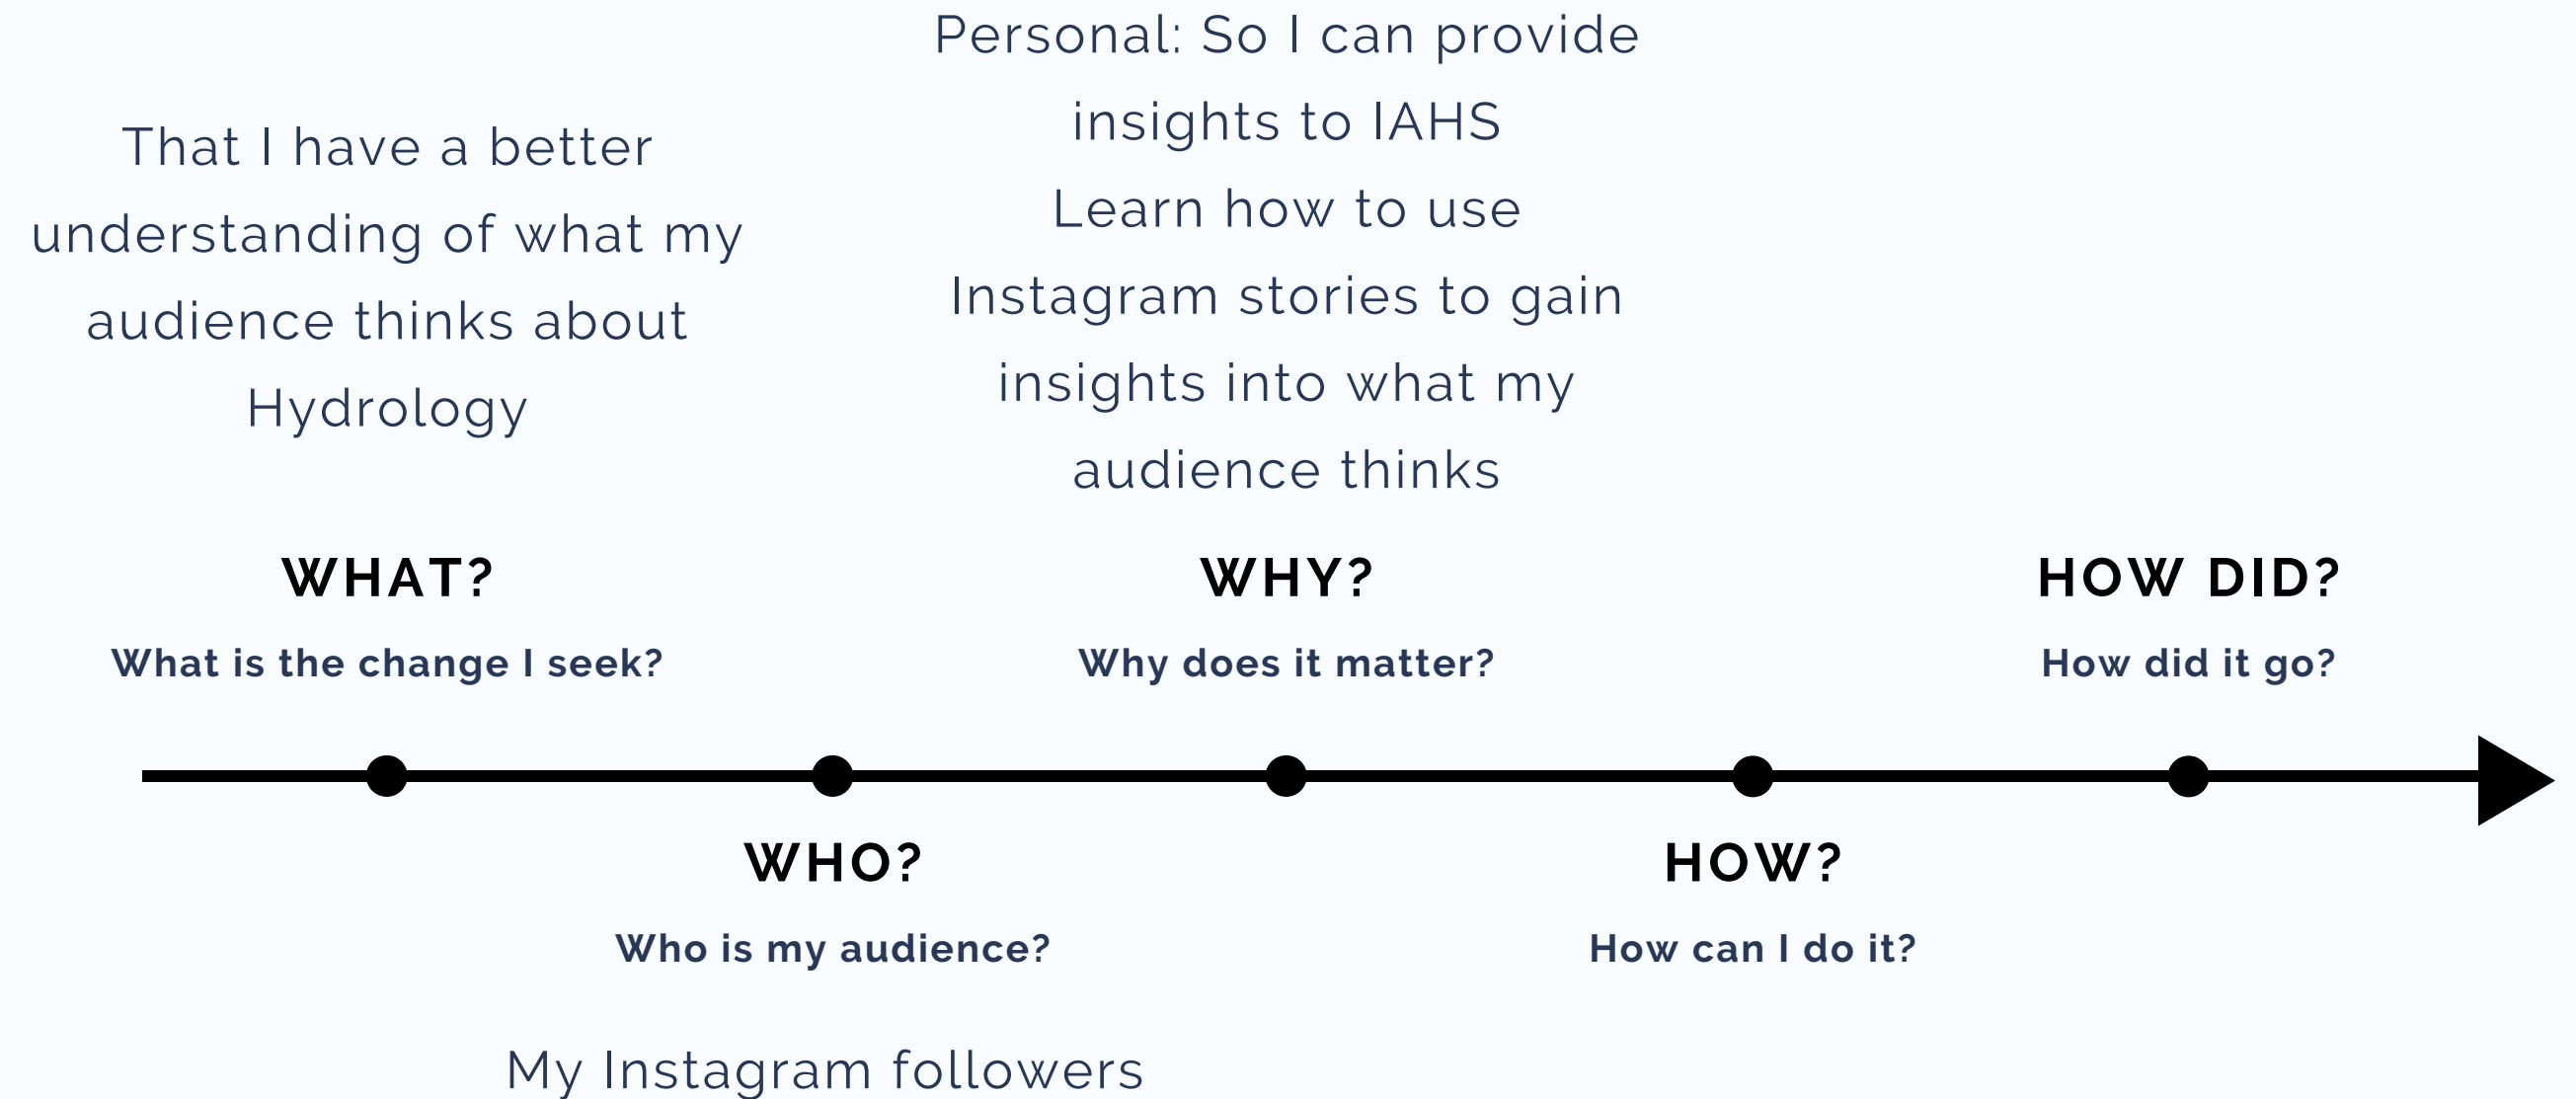 That I have a better
understanding of what my
audience thinks about
Hydrology
WHAT?
What is the change I seek?
WHO?
Who is my audience?
My Instagram followers
Personal: So I can provide
insights to IAHS
Learn how to use
Instagram stories to gain
insights into what my
audience thinks
WHY?
Why does it matter?
HOW?
How can I do it?
HOW DID?
How did it go?